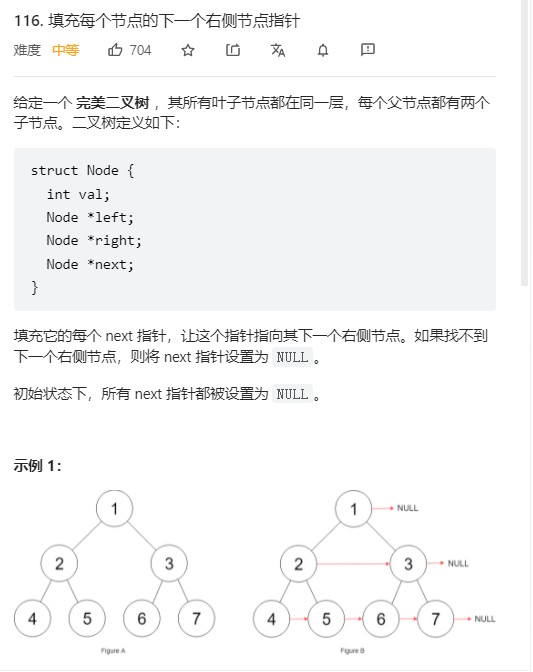 116. 填充每个节点的下一个右侧节点指针
难度 中等 704
给定一个 完美二叉树 ，其所有叶子节点都在同一层，每个父节点都有两个
子节点。二叉树定义如下：
struct Node {
  int val;
  Node *left;
  Node *right;
  Node *next;
}
填充它的每个 next 指针，让这个指针指向其下一个右侧节点。如果找不到
下一个右侧节点，则将 next 指针设置为 NULL 。
初始状态下，所有 next 指针都被设置为 NULL 。
示例 1：
1 1 NULL
2 3 2 3 NULL
4 5 6 7 4 5 6 7 NULL
Figure A Figure B